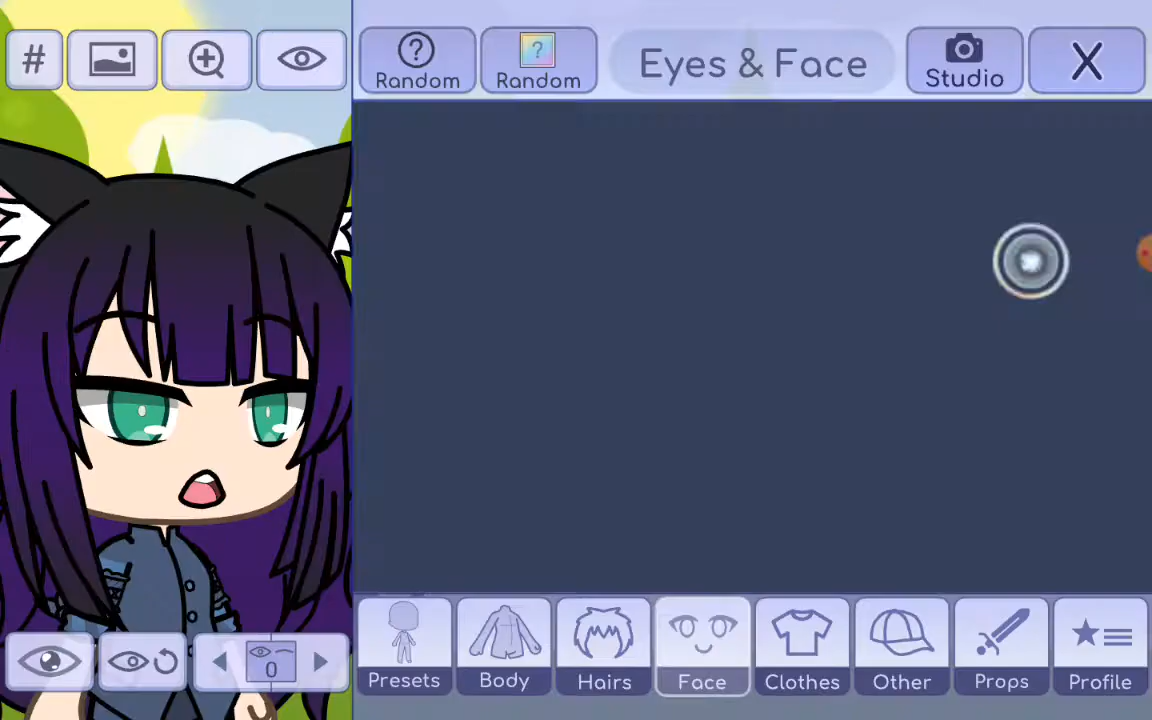 #
Random
Random
Eyes & Face
Studio
X
0
Presets
Body
Hairs
Face
Clothes
Other
Props
Profile